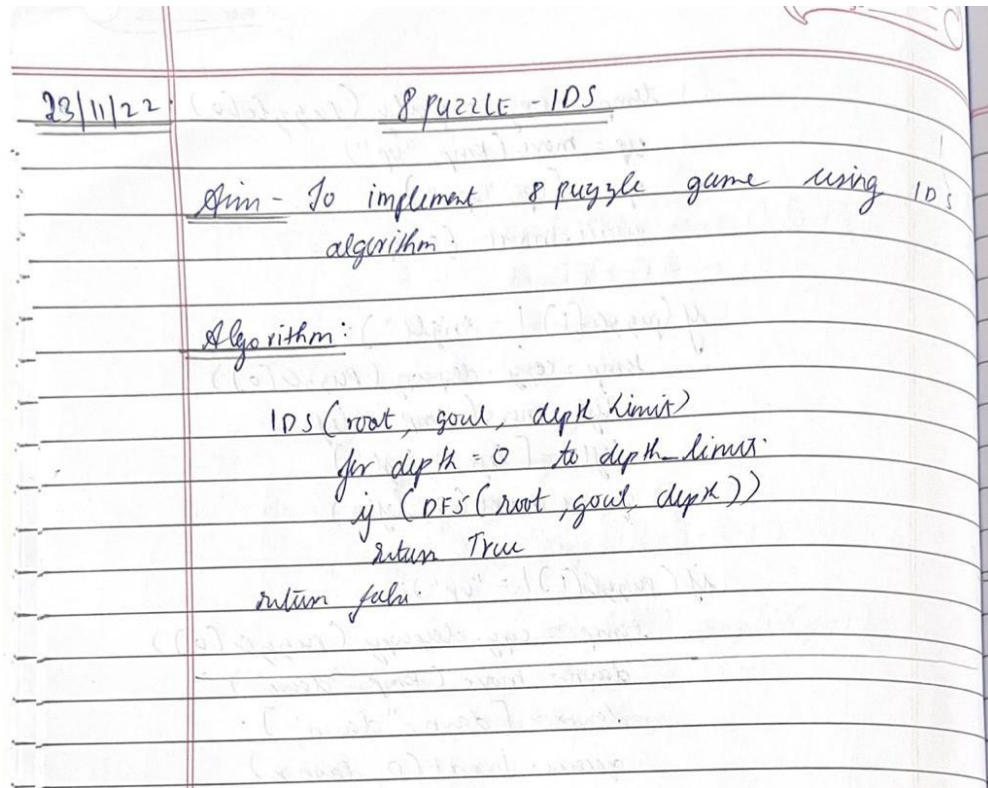 23/11/22.
8 PUZZLE - IDS
Aim - To implement 8 puzzle game using IDS
algorithm.
Algorithm:
IDS (root, goal, depth limit)
for depth = 0 to depth_limit.
if (DFS (root, goal, depth))
return True
return false.